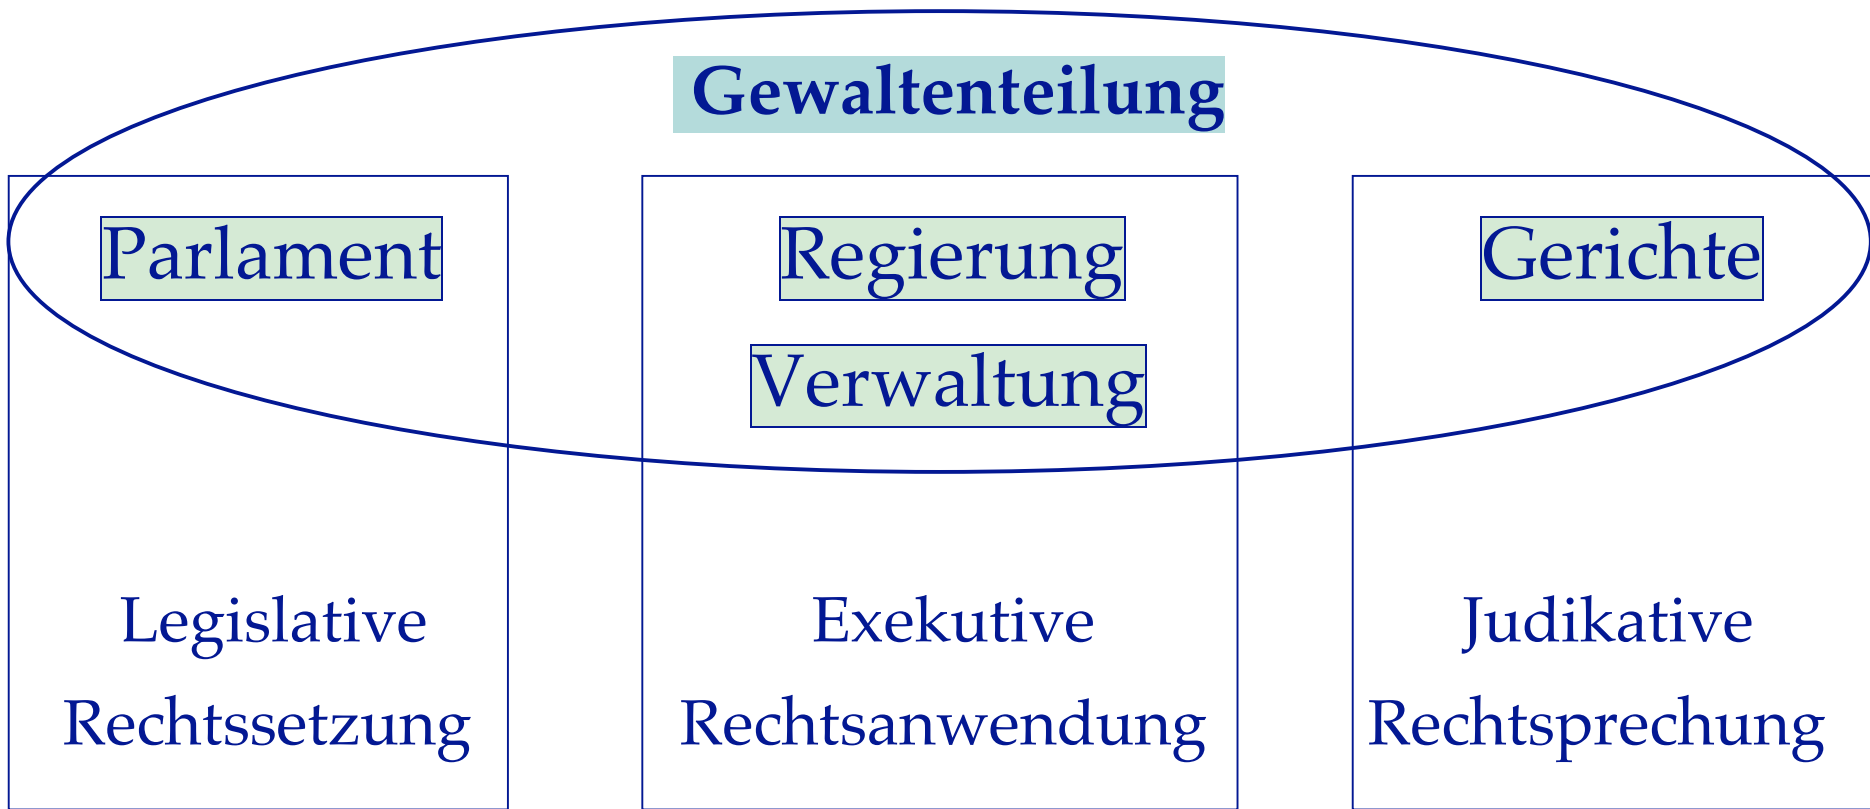 Gewaltenteilung
Parlament
Regierung
Gerichte
Verwaltung
Legislative
Exekutive
Judikative
Rechtssetzung
Rechtsanwendung
Rechtsprechung